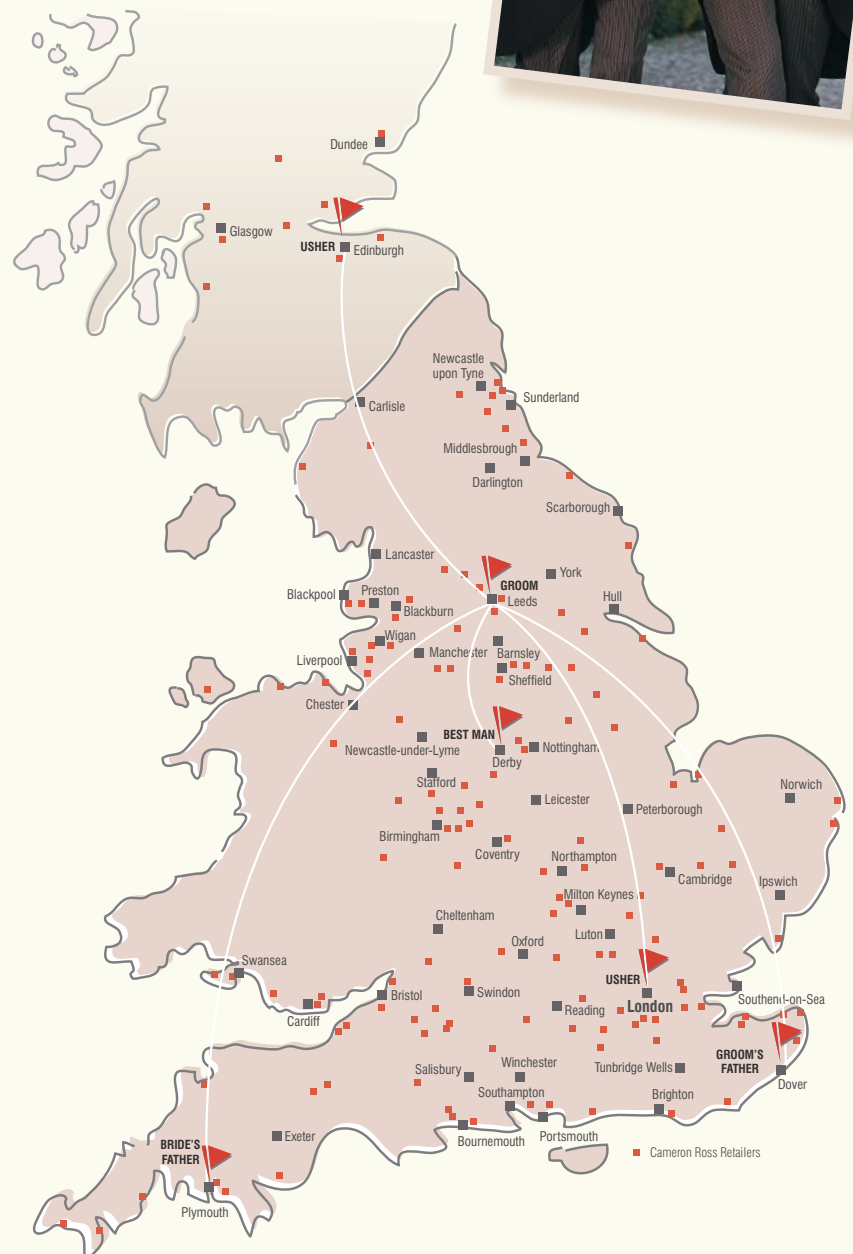 Dundee
Glasgow
USHER
Edinburgh
Newcastle
upon Tyne
Carlisle
Sunderland
Middlesbrough
Darlington
Scarborough
Lancaster
York
GROOM
Leeds
Blackpool
Preston
Blackburn
Hull
Wigan
Manchester
Barnsley
Liverpool
Sheffield
Chester
BEST MAN
Derby
Nottingham
Newcastle-under-Lyme
Stafford
Norwich
Leicester
Peterborough
Birmingham
Coventry
Northampton
Cambridge
Ipswich
Milton Keynes
Cheltenham
Luton
Oxford
Swansea
USHER
London
Swindon
Bristol
Southend-on-Sea
Reading
Cardiff
GROOM'S
FATHER
Dover
Salisbury
Winchester
Tunbridge Wells
Southampton
Brighton
Exeter
Bournemouth
Portsmouth
BRIDE'S
FATHER
Plymouth
Cameron Ross Retailers